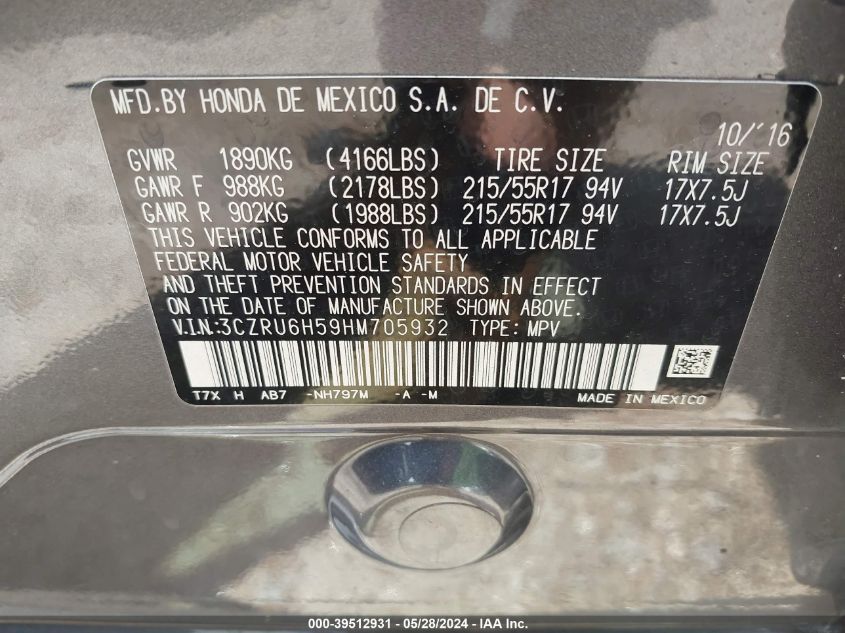 MFD.BY HONDA DE MEXICO S.A. DE C.V.
10/'16
GVWR 1890KG (4166LBS) TIRE SIZE RIM SIZE
GAWR F 988KG (2178LBS) 215/55R17 94V 17X7.5J
GAWR R 902KG (1988LBS) 215/55R17 94V 17X7.5J
THIS VEHICLE CONFORMS TO ALL APPLICABLE
FEDERAL MOTOR VEHICLE SAFETY
AND THEFT PREVENTION STANDARDS IN EFFECT
ON THE DATE OF MANUFACTURE SHOWN ABOVE.
V.I.N:3CZRU6H59HM705932 TYPE: MPV
T7X H AB7 -NH797M -A -M MADE IN MEXICO
000-39512931 - 05/28/2024 - IAA Inc.